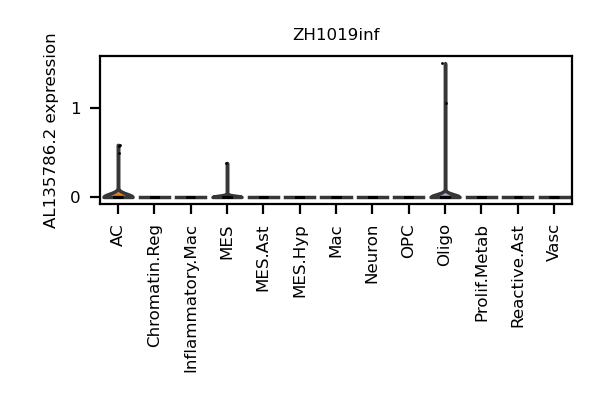 ZH1019inf
AL135786.2 expression
1
0
AC
Chromatin.Reg
Inflammatory.Mac
MES
MES.Ast
MES.Hyp
Mac
Neuron
OPC
Oligo
Prolif.Metab
Reactive.Ast
Vasc